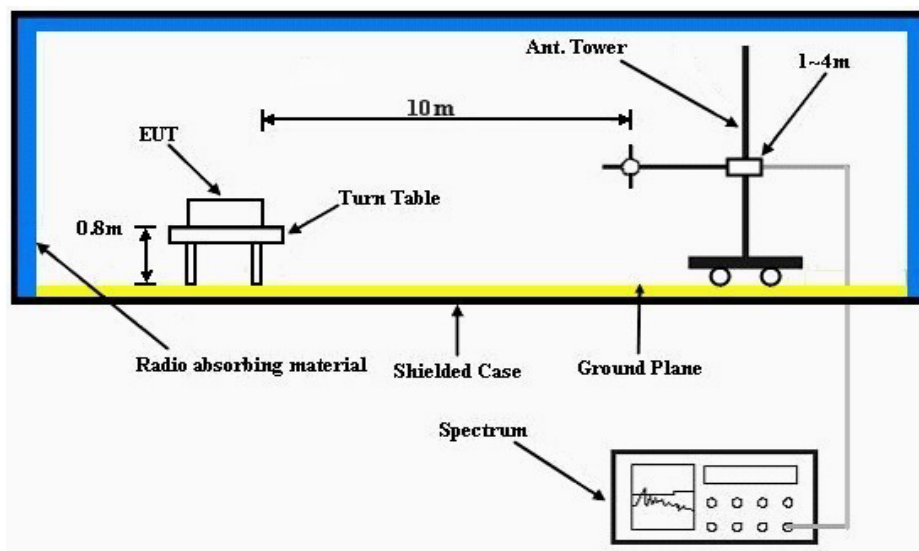 Ant. Tower
1~4m
10m
EUT
Turn Table
0.8m
Radio absorbing material
Shielded Case
Ground Plane
Spectrum